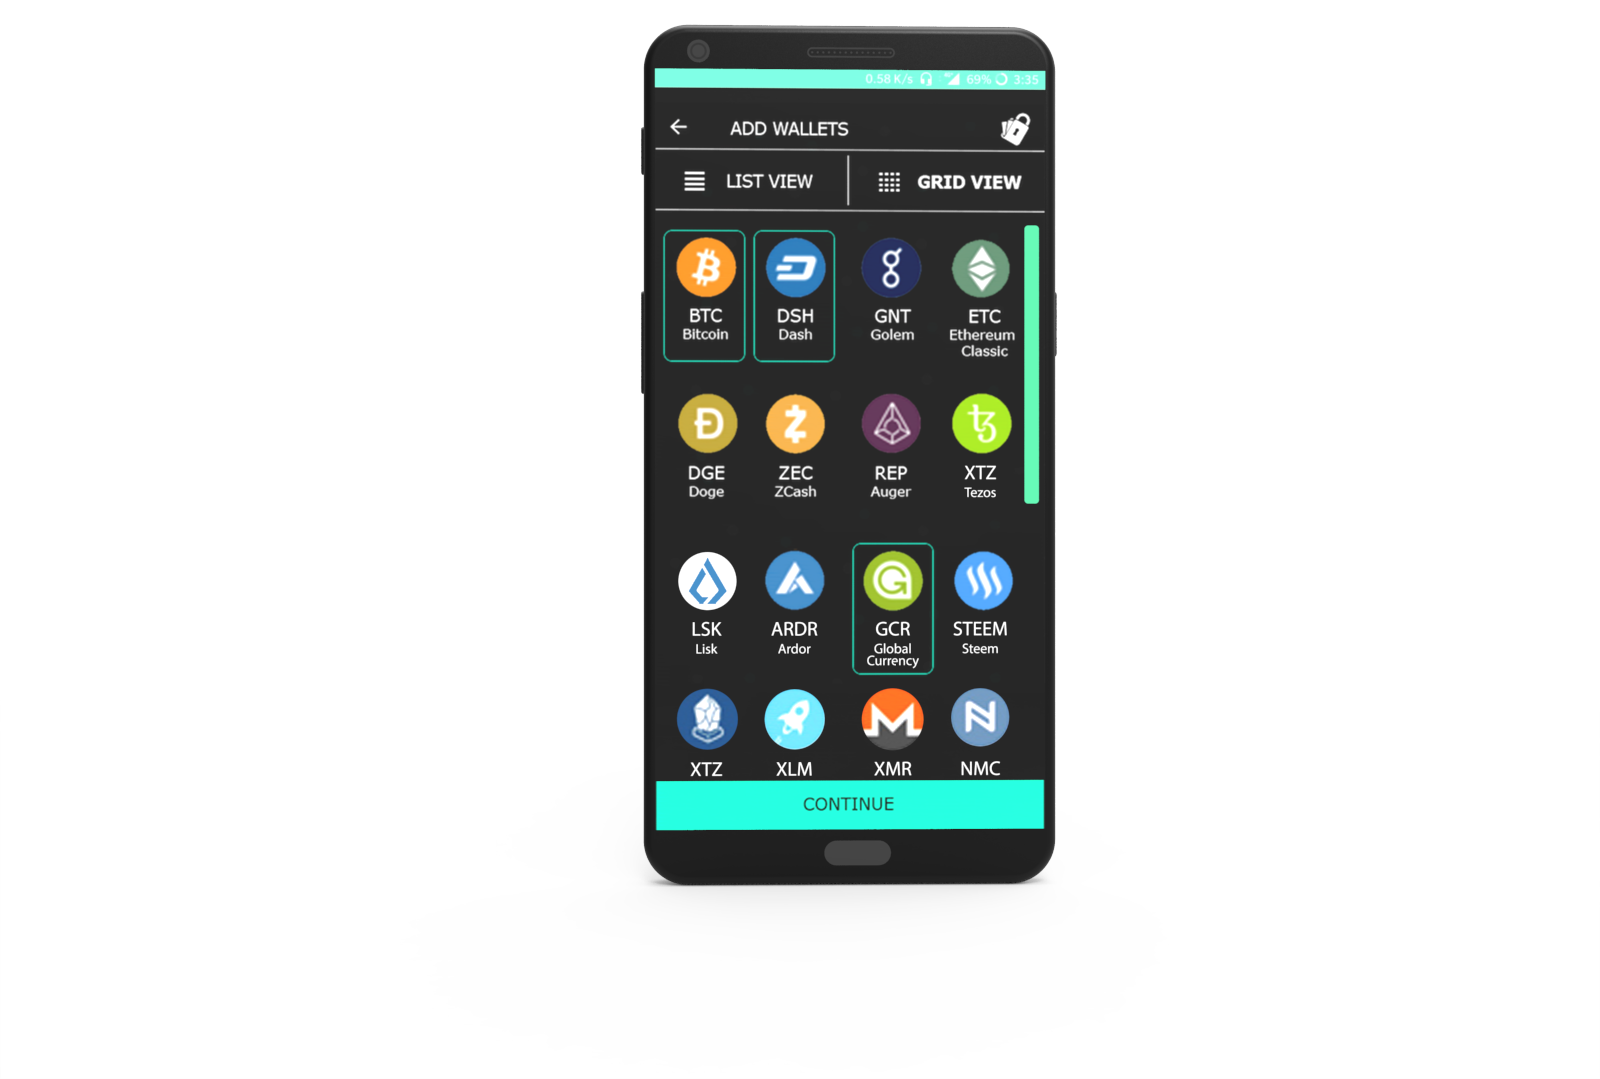 0.58 K/s 69% 3:35
ADD WALLETS
LIST VIEW GRID VIEW
BTC DSH GNT ETC
Bitcoin Dash Golem Ethereum
Classic
DGE ZEC REP XTZ
Doge ZCash Auger Tezos
LSK ARDR GCR STEEM
Lisk Ardor Global Steem
Currency
XTZ XLM XMR NMC
CONTINUE